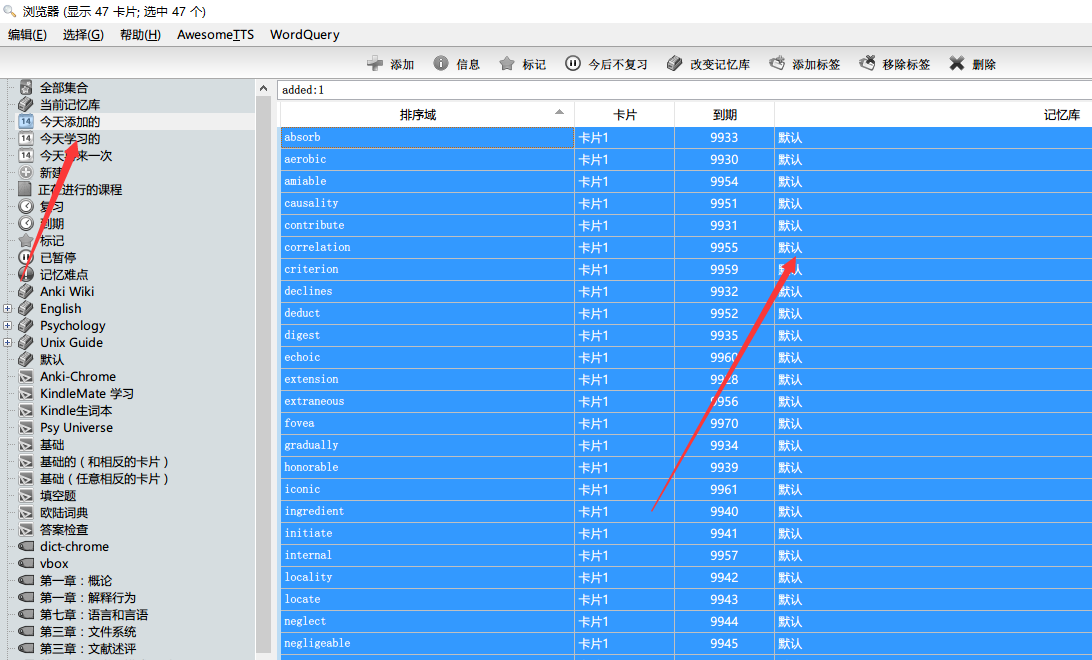 浏览器 (显示 47 卡片; 选中 47 个)
编辑(E) 选择(G) 帮助(H) AwesomeTTS WordQuery
添加 信息 标记 今后不复习 改变记忆库 添加标签 移除标签 删除
全部集合
当前记忆库
14 今天添加的
14 今天学习的
14 今天 来一次
新建
正在进行的课程
复习
到期
标记
已暂停
记忆难点
Anki Wiki
English
Psychology
Unix Guide
默认
Anki-Chrome
KindleMate 学习
Kindle生词本
Psy Universe
基础
基础的（和相反的卡片）
基础（任意相反的卡片）
填空题
欧陆词典
答案检查
dict-chrome
vbox
第一章：概论
第一章：解释行为
第七章：语言和言语
第三章：文件系统
第三章：文献述评
added:1
排序域 卡片 到期 记忆库
absorb 卡片1 9933 默认
aerobic 卡片1 9930 默认
amiable 卡片1 9954 默认
causality 卡片1 9951 默认
contribute 卡片1 9931 默认
correlation 卡片1 9955 默认
criterion 卡片1 9959 默认
declines 卡片1 9932 默认
deduct 卡片1 9952 默认
digest 卡片1 9935 默认
echoic 卡片1 9960 默认
extension 卡片1 9928 默认
extraneous 卡片1 9956 默认
fovea 卡片1 9970 默认
gradually 卡片1 9934 默认
honorable 卡片1 9939 默认
iconic 卡片1 9961 默认
ingredient 卡片1 9940 默认
initiate 卡片1 9941 默认
internal 卡片1 9957 默认
locality 卡片1 9942 默认
locate 卡片1 9943 默认
neglect 卡片1 9944 默认
negligeable 卡片1 9945 默认